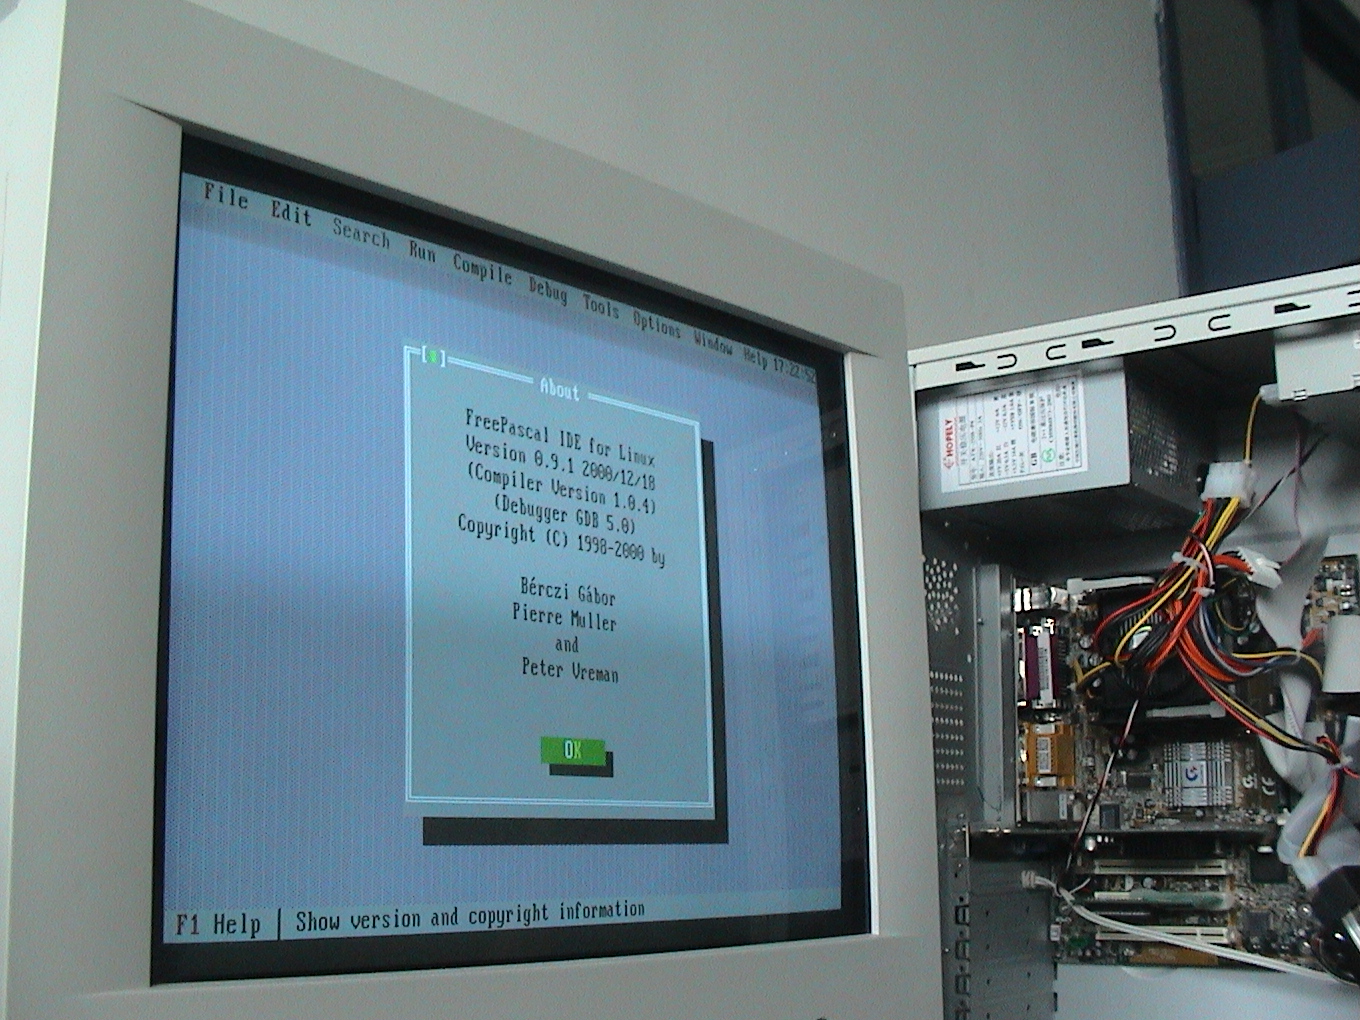 File Edit Search Run Compile Debug Tools Options Window Help 17:22:52
[■]
About
FreePascal IDE for Linux
Version 0.9.1 2000/12/18
(Compiler Version 1.0.4)
(Debugger GDB 5.0)
Copyright (C) 1998-2000 by
Bérczi Gábor
Pierre Muller
and
Peter Vreman
OK
F1 Help | Show version and copyright information
HOPELY